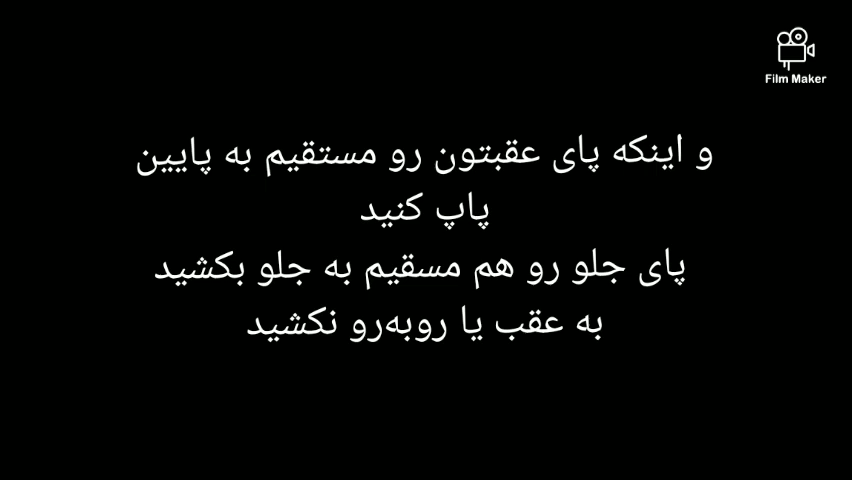 Film Maker
و اینکه پای عقبتون رو مستقیم به پایین
پاپ کنید
پای جلو رو هم مسقیم به جلو بکشید
به عقب یا روبه‌رو نکشید